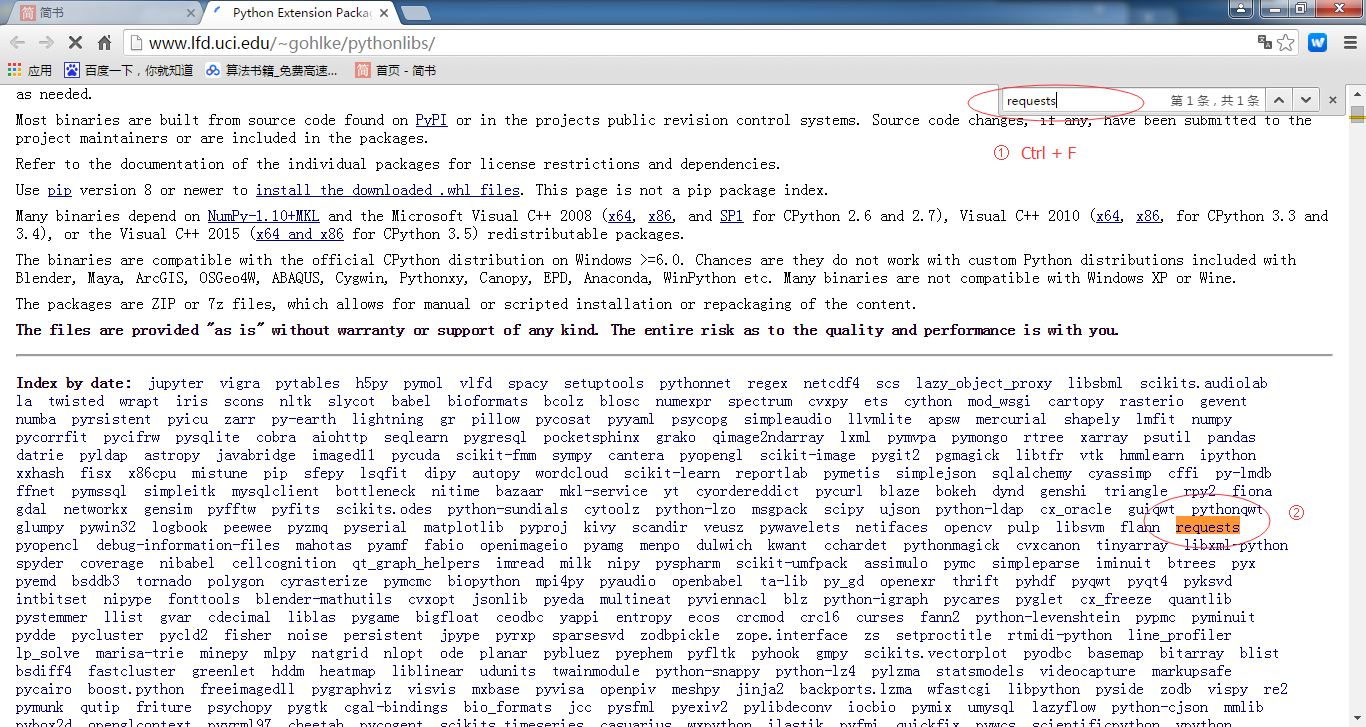 简 简书
Python Extension Packa
www.lfd.uci.edu/~gohlke/pythonlibs/
应用 百度一下，你就知道 算法书籍_免费高速... 简 首页 - 简书
requests 第 1 条，共 1 条
① Ctrl + F
as needed.
Most binaries are built from source code found on PyPI or in the projects public revision control systems. Source code changes, if any, have been submitted to the
project maintainers or are included in the packages.
Refer to the documentation of the individual packages for license restrictions and dependencies.
Use pip version 8 or newer to install the downloaded .whl files. This page is not a pip package index.
Many binaries depend on NumPy-1.10+MKL and the Microsoft Visual C++ 2008 (x64, x86, and SP1 for CPython 2.6 and 2.7), Visual C++ 2010 (x64, x86, for CPython 3.3 and
3.4), or the Visual C++ 2015 (x64 and x86 for CPython 3.5) redistributable packages.
The binaries are compatible with the official CPython distribution on Windows >=6.0. Chances are they do not work with custom Python distributions included with
Blender, Maya, ArcGIS, OSGeo4W, ABAQUS, Cygwin, Pythonxy, Canopy, EPD, Anaconda, WinPython etc. Many binaries are not compatible with Windows XP or Wine.
The packages are ZIP or 7z files, which allows for manual or scripted installation or repackaging of the content.
The files are provided "as is" without warranty or support of any kind. The entire risk as to the quality and performance is with you.
Index by date: jupyter vigra pytables h5py pymol vlfd spacy setuptools pythonnet regex netcdf4 scs lazy_object_proxy libsbml scikits.audiolab
la twisted wrapt iris scons nltk slycot babel bioformats bcolz blosc numexpr spectrum cvxpy ets cython mod_wsgi cartopy rasterio gevent
numba pyrsistent pyicu zarr py-earth lightning gr pillow pycosat pyyaml psycopg simpleaudio llvmlite apsw mercurial shapely lmfit numpy
pycorrfit pycifrw pysqlite cobra aiohttp seqlearn pygresql pocketsphinx grako qimage2ndarray lxml pymvpa pymongo rtree xarray psutil pandas
datrie pyldap astropy javabridge imaged11 pycuda scikit-fmm sympy cantera pyopengl scikit-image pygit2 pgmagick libtfr vtk hmmlearn ipython
xxhash fisx x86cpu mistune pip sfepy lsqfit dipy autopy wordcloud scikit-learn reportlab pymetis simplejson sqlalchemy cyassimp cffi py-lmdb
ffnet pymssql simpleitk mysqlclient bottleneck nitime bazaar mkl-service yt cyordereddict pycurl blaze bokeh dynd genshi triangle rpy2 fiona
gdal networkx gensim pyfftw pyfits scikits.odes python-sundials cytoolz python-lzo msgpack scipy ujson python-ldap cx_oracle guiqwt pythonqwt ②
glumpy pywin32 logbook peewee pyzmq pyserial matplotlib pyproj kivy scandir veusz pywavelets netifaces opencv pulp libsvm flann requests
pyopencl debug-information-files mahotas pyamf fabio openimageio pyamg menpo dulwich kwant cchardet pythonmagick cvxcanon tinyarray libxml-python
spyder coverage nibabel cellcognition qt_graph_helpers imread milk nipy pyspharm scikit-umfpack assimulo pymc simpleparse iminuit btrees pyx
pyemd bsddb3 tornado polygon cyrasterize pymcmc biopython mpi4py pyaudio openbabel ta-lib py_gd openexr thrift pyhdf pyqwt pyqt4 pyksvd
intbitset nipype fonttools blender-mathutils cvxopt jsonlib pyeda multineat pyviennacl blz python-igraph pycares pyglet cx_freeze quantlib
pystemmer llist gvar cdecimal liblas pygame bigfloat ceodbc yappi entropy ecos crcmod crc16 curses fann2 python-levenshtein pypmc pyminuit
pydde pycluster pycld2 fisher noise persistent jpype pyrxp sparsesvd zodbpickle zope.interface zs setproctitle rtmidi-python line_profiler
lp_solve marisa-trie minepy mlpy natgrid nlopt ode planar pybluez pyephem pyfltk pyhook gmpy scikits.vectorplot pyodbc basemap bitarray blist
bsdiff4 fastcluster greenlet hddm heatmap liblinear udunits twainmodule python-snappy python-lz4 pylzma statsmodels videocapture markupsafe
pycairo boost.python freeimagedll pygraphviz visvis mxbase pyvisa openpiv meshpy jinja2 backports.lzma wfastcgi libpython pyside zodb vispy re2
pymunk qutip friture psychopy pygtk cgal-bindings bio_formats jcc pysfml pyexiv2 pylibdeconv iocbio pymix umysql lazyflow python-cjson mmlib
pybox2d openglcontext pyvrml97 cheetah pycogent scikits.timeseries casuarius wxpython ilastik pyfmi quickfix pywcs scientificpython vpython